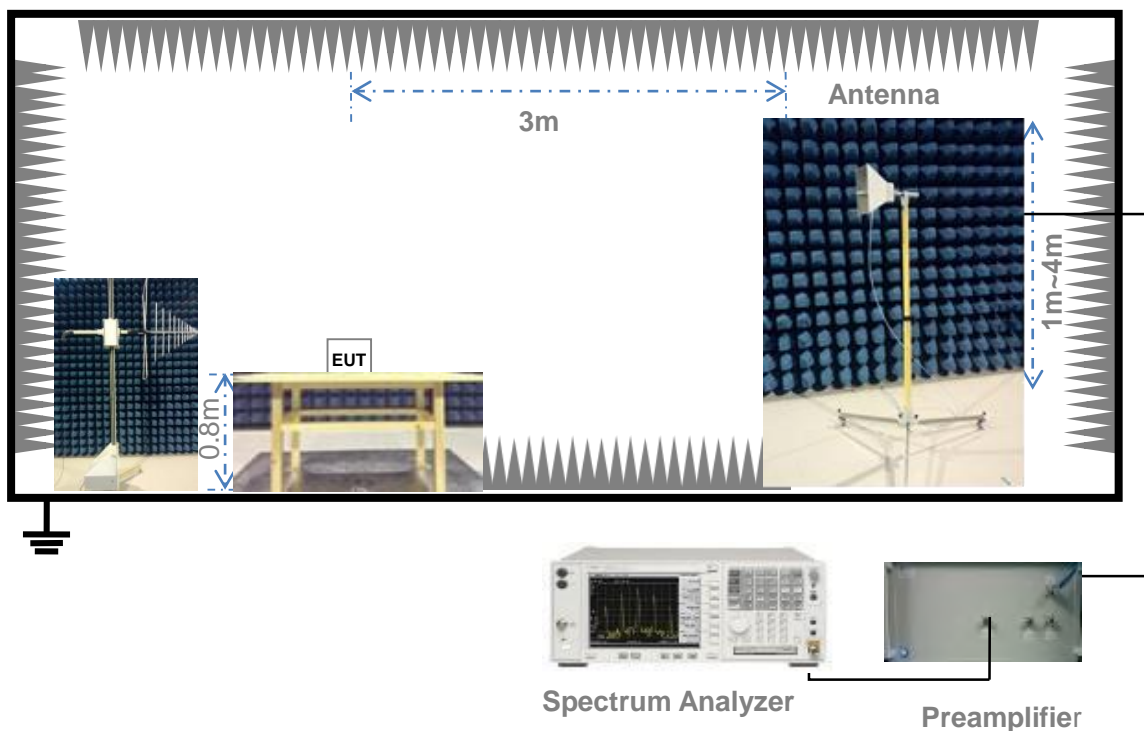 Antenna
3m
1m~4m
EUT
0.8m
Spectrum Analyzer
Preamplifier